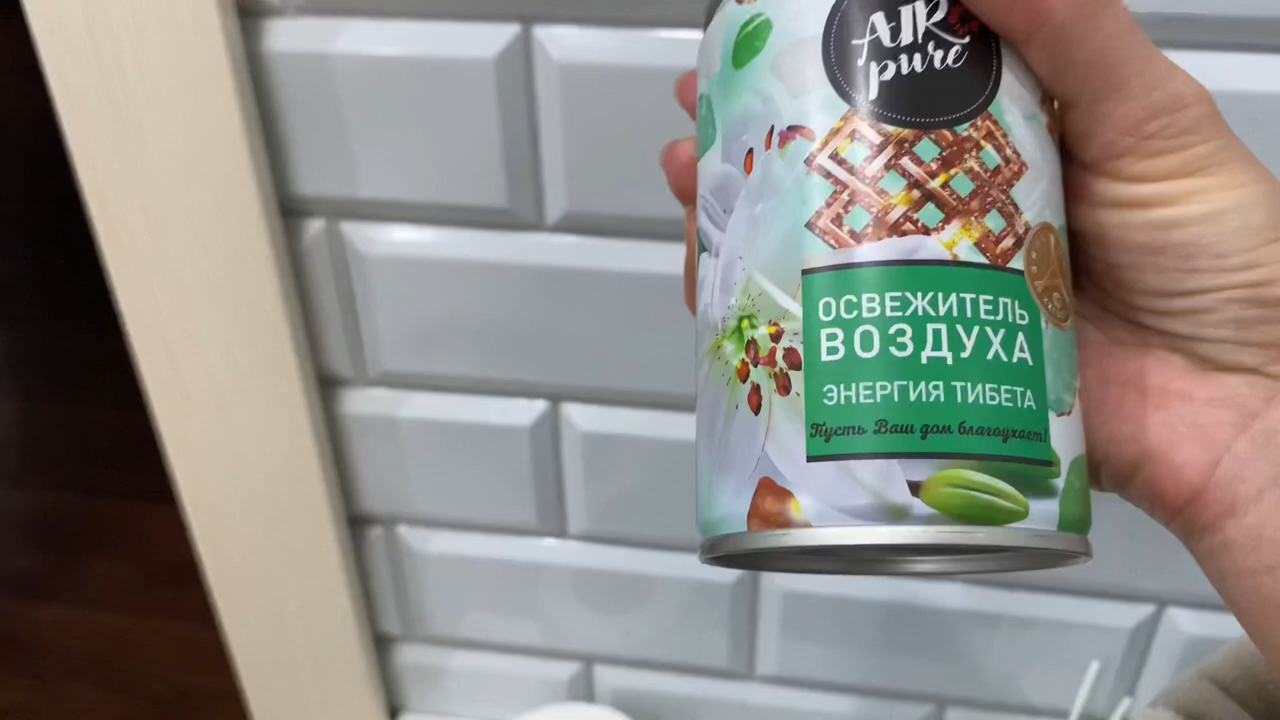 AIR
pure
ОСВЕЖИТЕЛЬ
ВОЗДУХА
ЭНЕРГИЯ ТИБЕТА
Пусть Ваш дом благоухает!